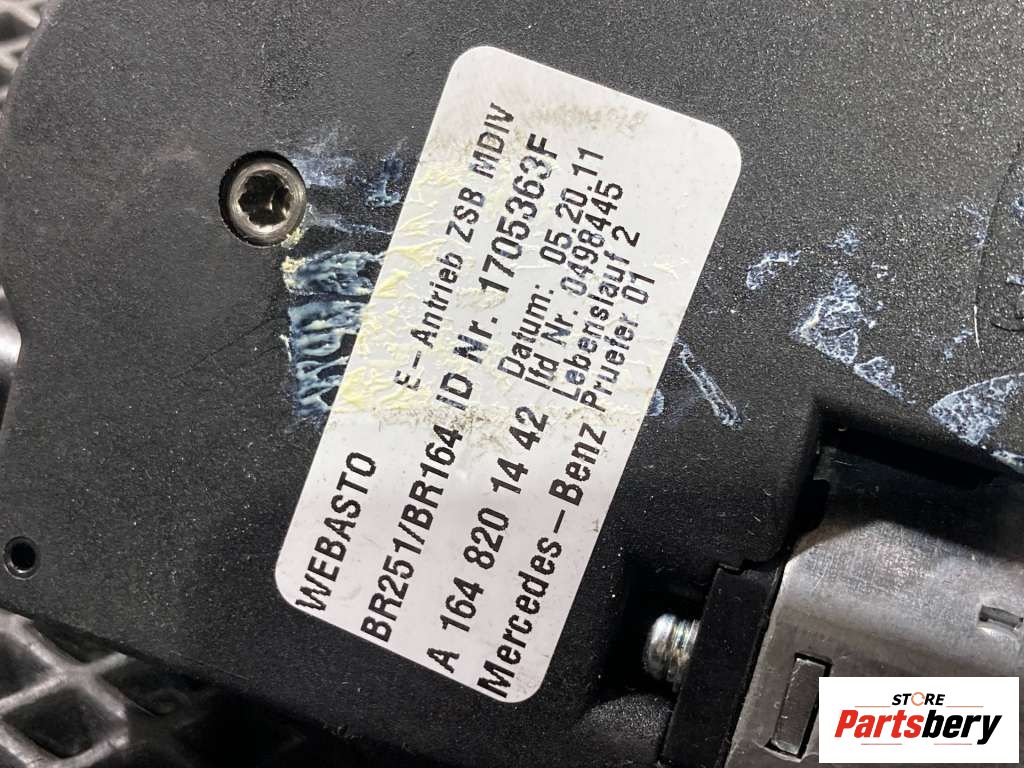 WEBASTO
E-Antrieb ZSB MDIV
BR251/BR164 ID Nr. 1705363F
A 164 820 14 42
Datum: 05.20.11
lfd Nr. 0498445
Lebenslauf 2
Mercedes-Benz Pruefer 01
STORE
Partsbery